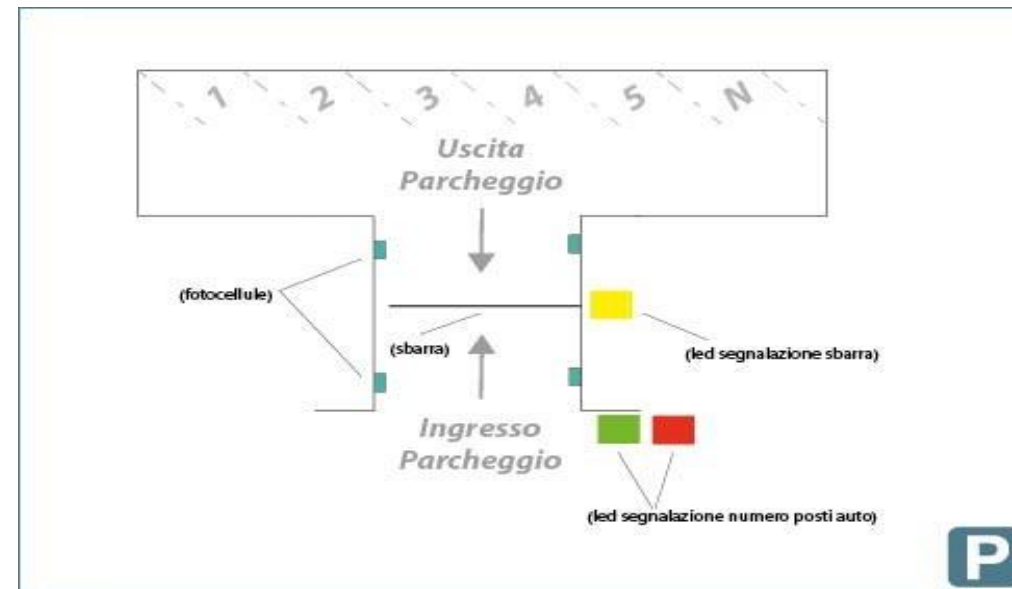 1 2 3 4 5 N
Uscita
Parcheggio
(fotocellule)
(sbarra)
(led segnalazione sbarra)
Ingresso
Parcheggio
(led segnalazione numero posti auto)
P